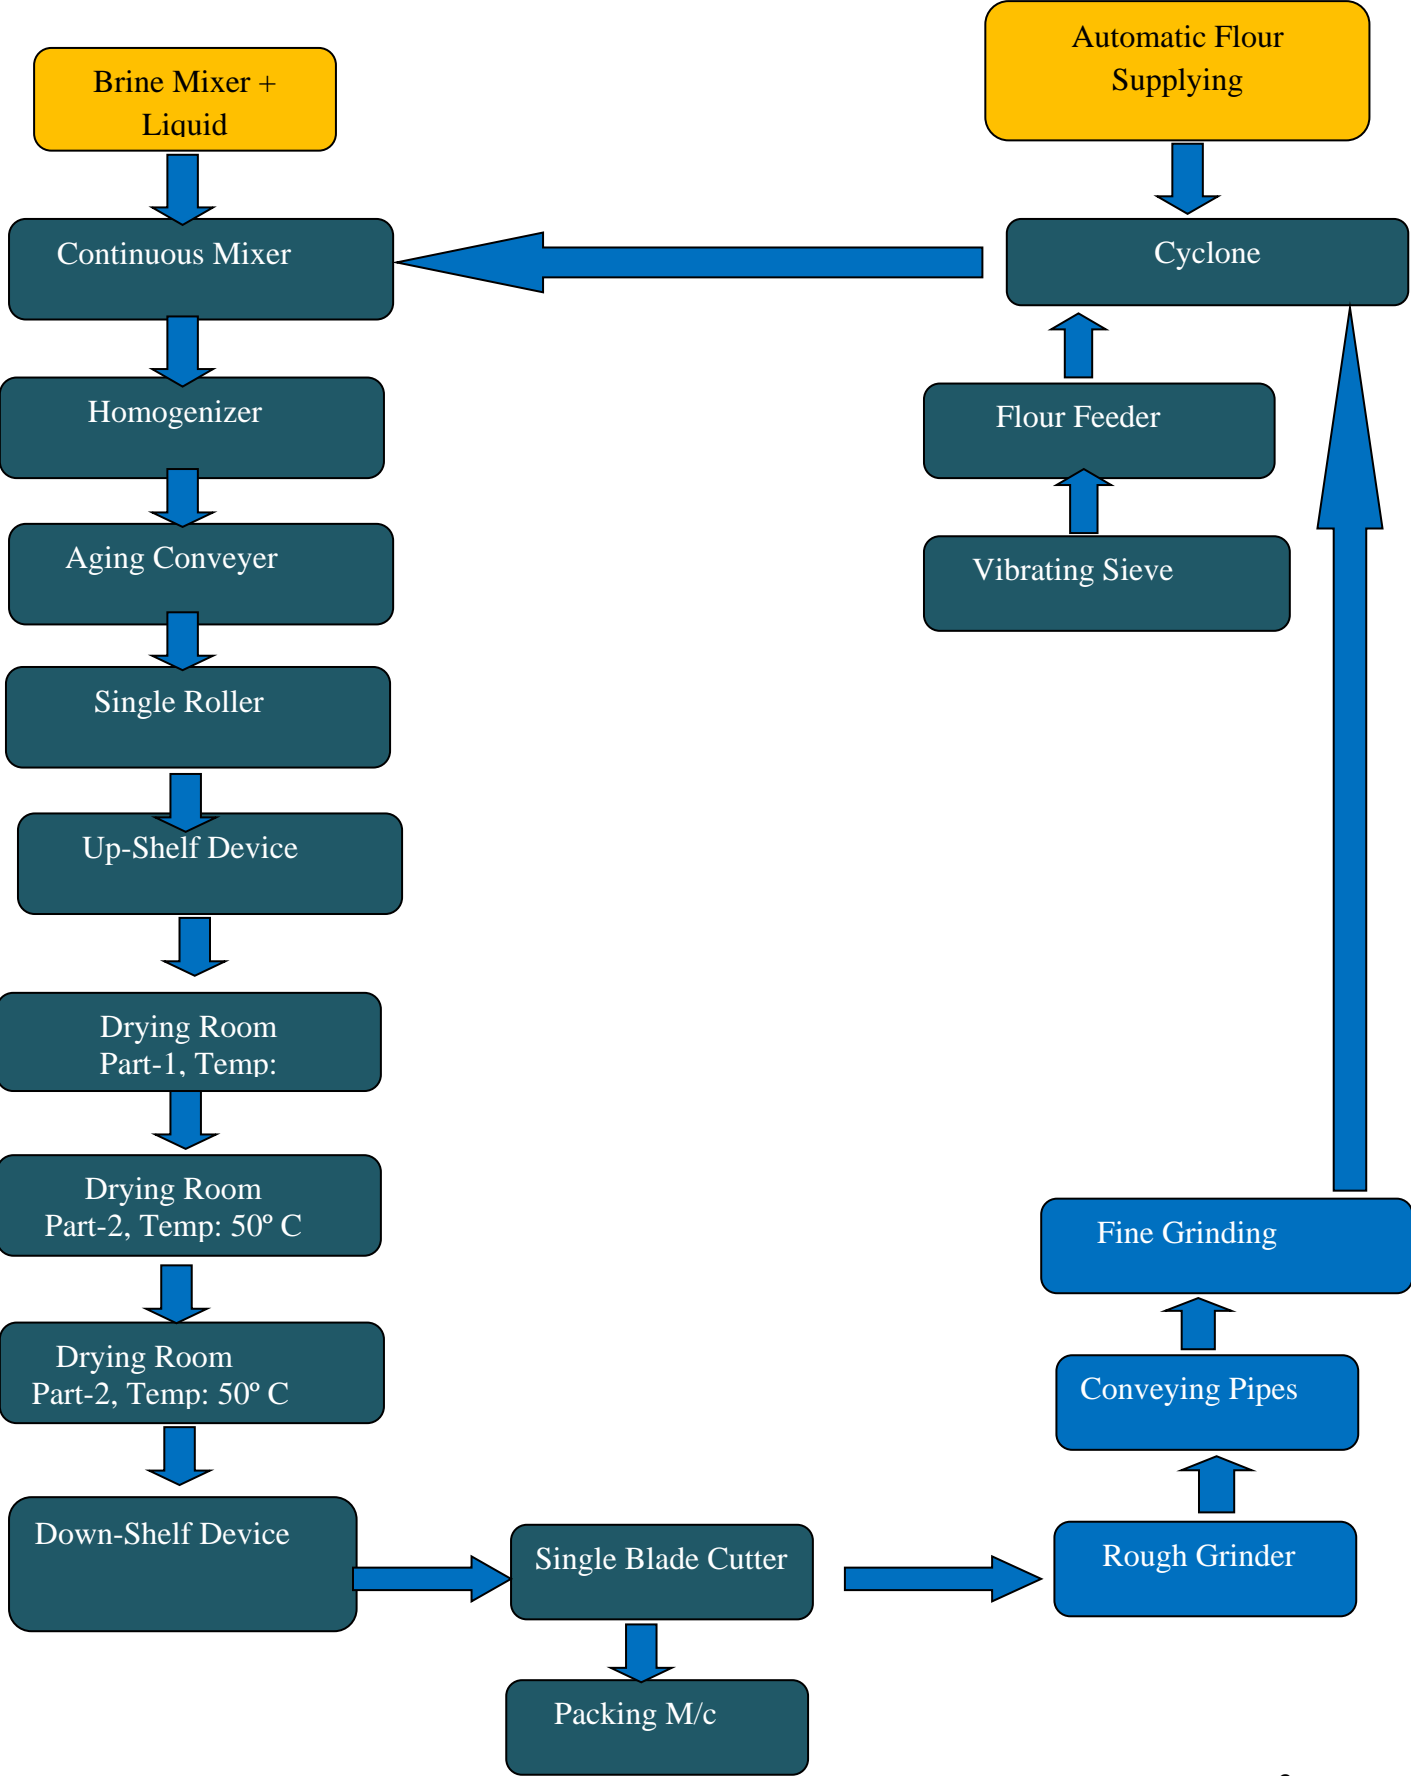 Brine Mixer +
Liquid
Automatic Flour
Supplying
Continuous Mixer
Cyclone
Homogenizer
Flour Feeder
Aging Conveyer
Vibrating Sieve
Single Roller
Up-Shelf Device
Drying Room
Part-1, Temp:
Drying Room
Part-2, Temp: 50º C
Fine Grinding
Drying Room
Part-2, Temp: 50º C
Conveying Pipes
Down-Shelf Device
Single Blade Cutter
Rough Grinder
Packing M/c